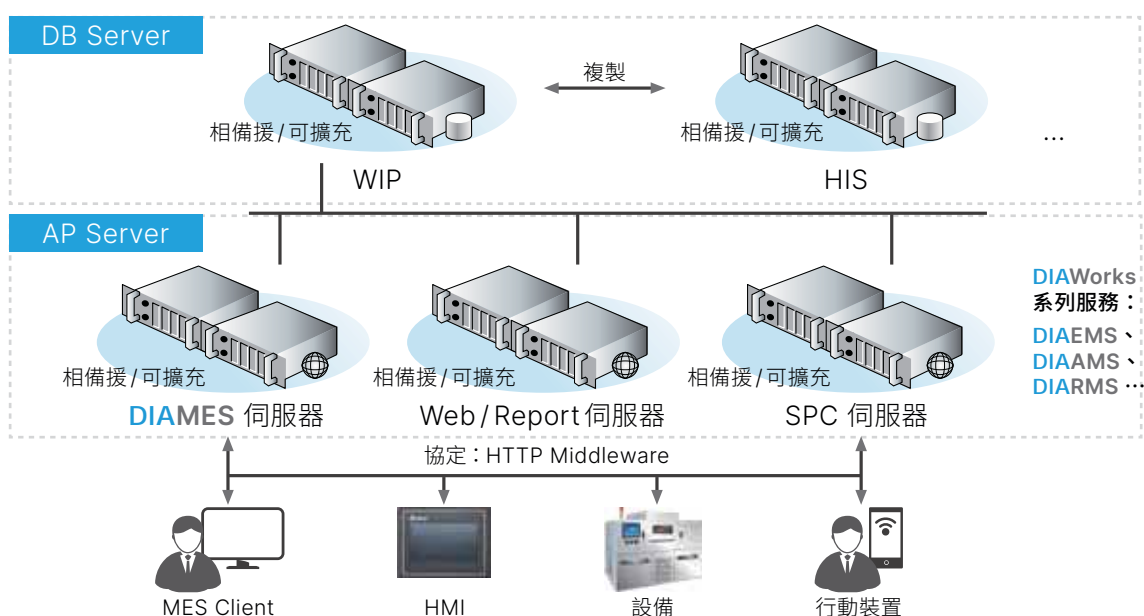 DB Server
複製
相備援/可擴充
相備援/可擴充
...
WIP
HIS
AP Server
DIAWorks
系列服務：
DIAEMS、
DIAAMS、
DIARMS …
相備援/可擴充
相備援/可擴充
相備援/可擴充
DIAMES 伺服器
Web/Report 伺服器
SPC 伺服器
協定：HTTP Middleware
MES Client
HMI
設備
行動裝置